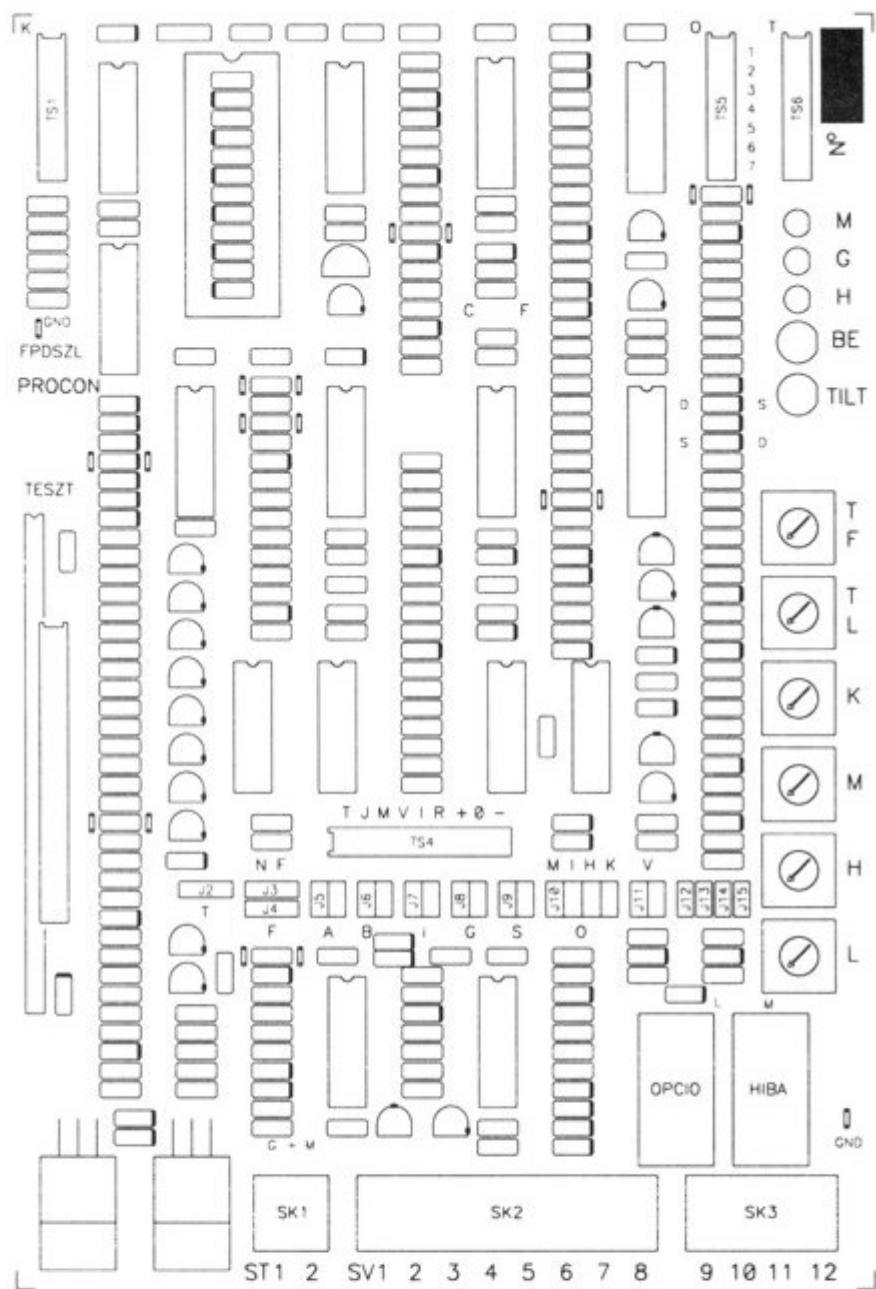 K
O
T
TS1
TS5
TS6
1
2
3
4
5
6
7
No
M
G
H
BE
TILT
GND
FPDSZL
PROCON
C F
D S
S D
TESZT
T
F
T
L
K
M
H
L
T J M V I R + 0 -
TS4
N F
M I H K
V
J2
J3
J4
J5
J6
J7
J8
J9
J10
J11
J12
J13
J14
J15
T
F
A
B
i
G
S
O
L
M
OPCIO
HIBA
GND
G + M
SK1
SK2
SK3
ST1 2 SV1 2 3 4 5 6 7 8 9 10 11 12